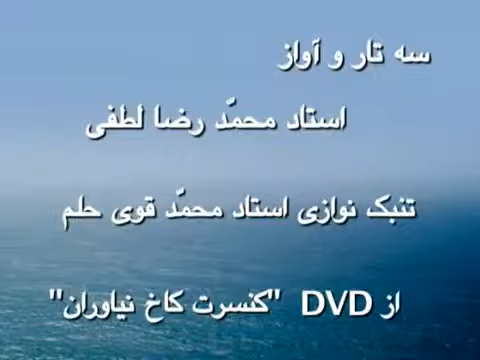 سه تار و آواز
استاد محمّد رضا لطفی
تنبک نوازی استاد محمّد قوی حلم
از DVD "کنسرت کاخ نیاوران"